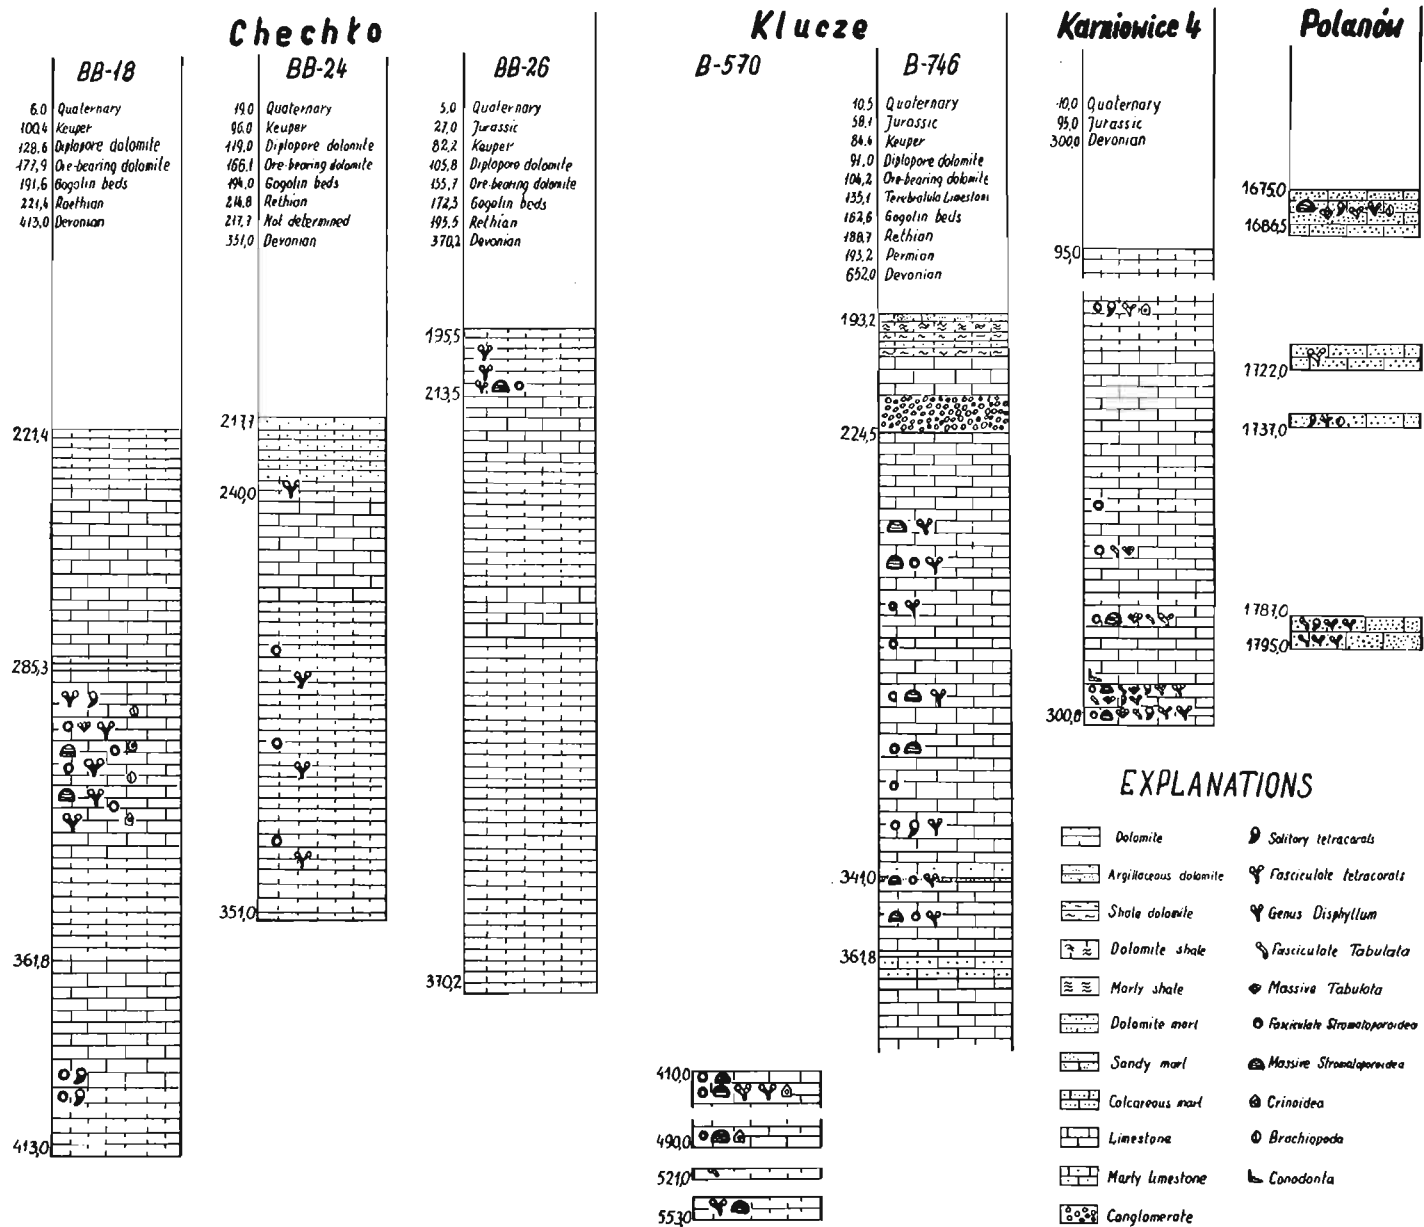 Chechło
BB-18
6.0 Quaternary
100,4 Keuper
128.6 Diplopore dolomite
177,9 Ore-bearing dolomite
191,6 Gogolin beds
221,4 Raethian
413,0 Devonian
221,4
285,3
361,8
413,0
BB-24
19.0 Quaternary
96.0 Keuper
119,0 Diplopore dolomite
166,1 Ore-bearing dolomite
194,0 Gogolin beds
214,8 Rethian
217,7 Not determined
351,0 Devonian
217,7
240,0
351,0
BB-26
5,0 Quaternary
27,0 Jurassic
82,2 Keuper
105,8 Diplopore dolomite
155,7 Ore-bearing dolomite
172,3 Gogolin beds
195,5 Rethian
370,2 Devonian
195,5
213,5
370,2
Klucze
B-570
410,0
490,0
521,0
553,0
B-746
10,5 Quaternary
58,1 Jurassic
84,4 Keuper
91,0 Diplopore dolomite
104,2 Ore-bearing dolomite
135,1 Terebratula Limestone
162,6 Gogolin beds
188,7 Rethian
193,2 Permian
652,0 Devonian
193,2
224,5
341,0
361,8
Karniowice 4
10,0 Quaternary
95,0 Jurassic
300,0 Devonian
95,0
300,0
Polanów
1675,0
1686,5
1722,0
1737,0
1787,0
1795,0
EXPLANATIONS
Dolomite
Argillaceous dolomite
Shale dolomite
Dolomite shale
Marly shale
Dolomite marl
Sandy marl
Calcareous marl
Limestone
Marly limestone
Conglomerate
Solitory tetracorals
Fasciculate tetracorals
Genus Disphyllum
Fasciculate Tabulata
Massive Tabulata
Fasciculate Stromatoporoidea
Massive Stromatoporoidea
Crinoidea
Brachiopoda
Conodonta